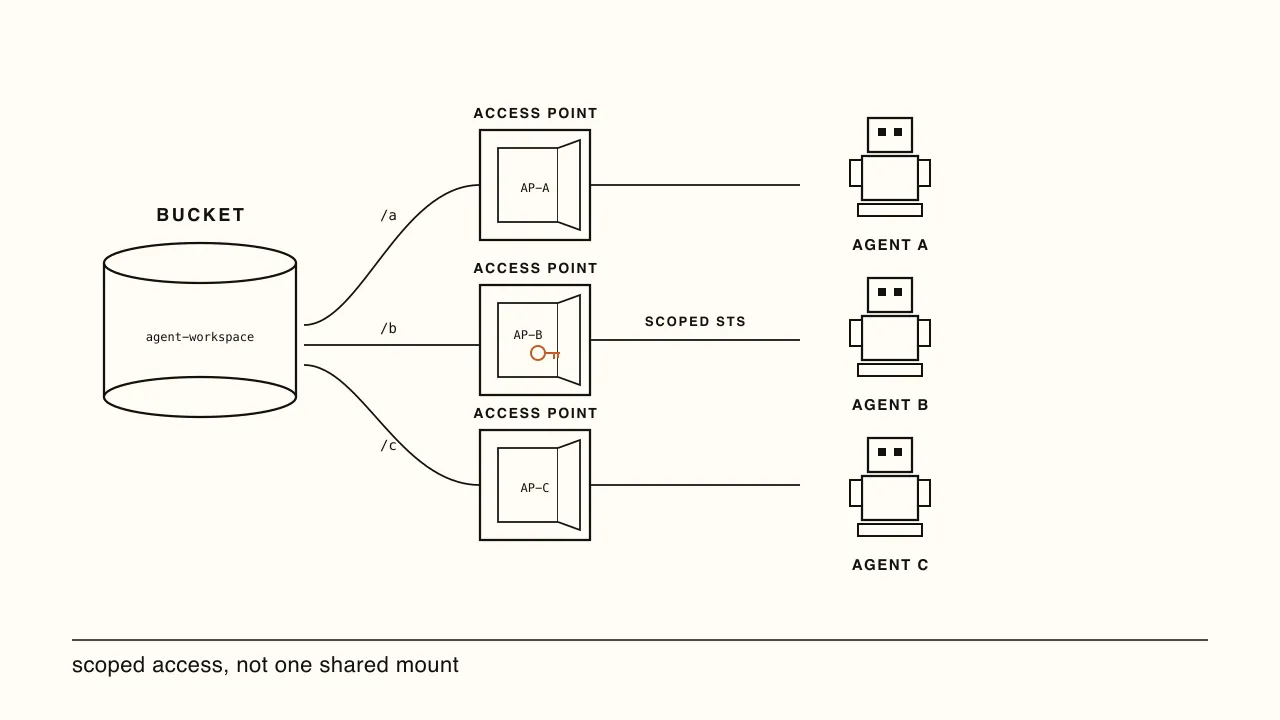 ACCESS POINT
AP–A
AGENT A
BUCKET
agent–workspace
/a
/b
/c
ACCESS POINT
AP–B
SCOPED STS
AGENT B
ACCESS POINT
AP–C
AGENT C
scoped access, not one shared mount